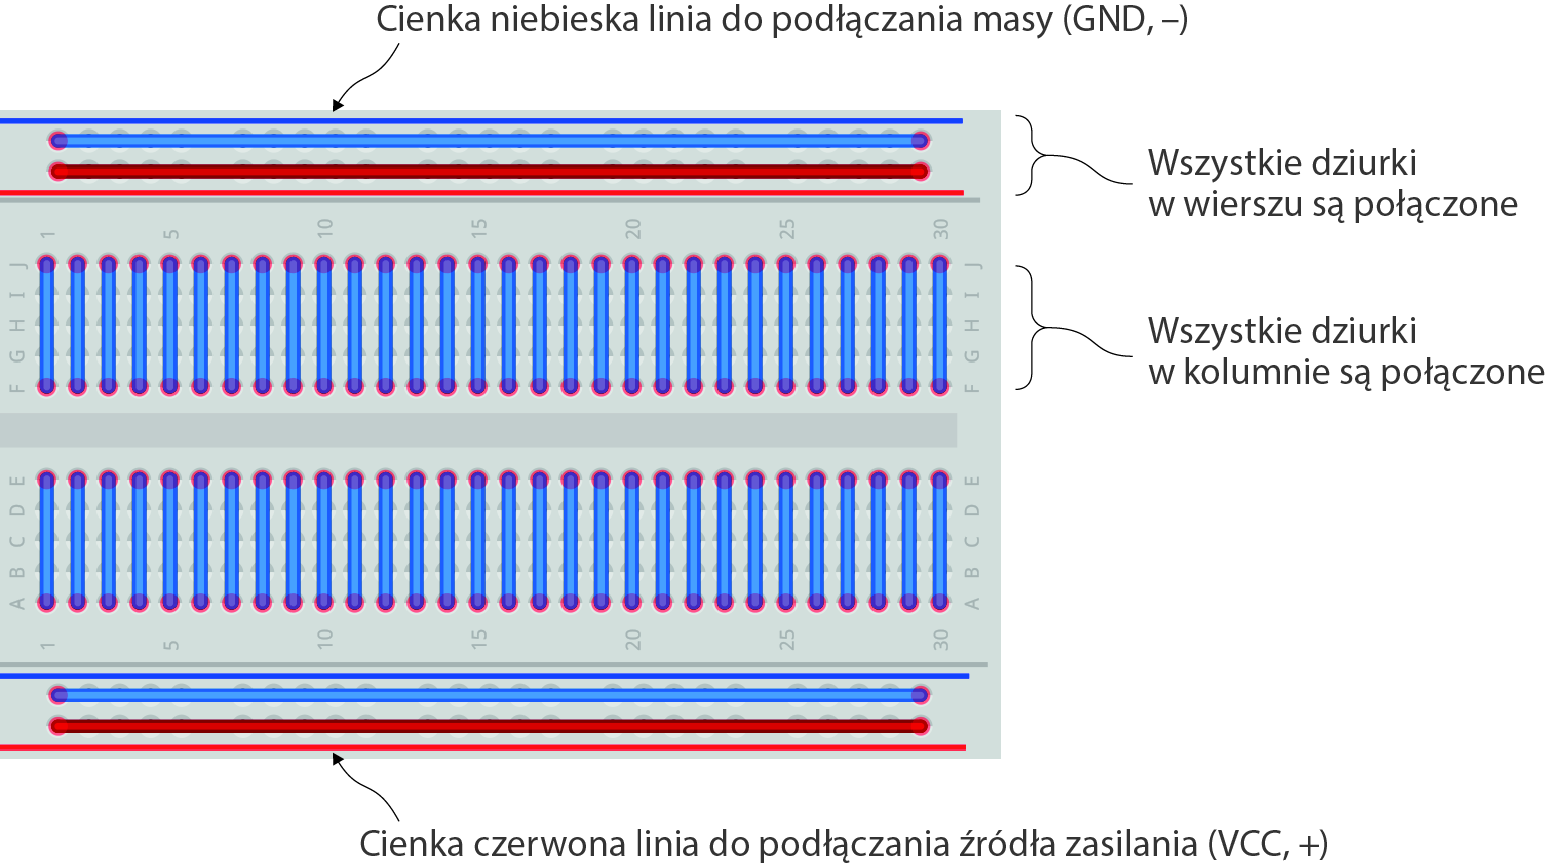 Cienka niebieska linia do podłączania masy (GND, –)
Wszystkie dziurki
w wierszu są połączone
1 5 10 15 20 25 30
J J
I I
H H
G G
F F
Wszystkie dziurki
w kolumnie są połączone
E E
D D
C C
B B
A A
1 5 10 15 20 25 30
Cienka czerwona linia do podłączania źródła zasilania (VCC, +)